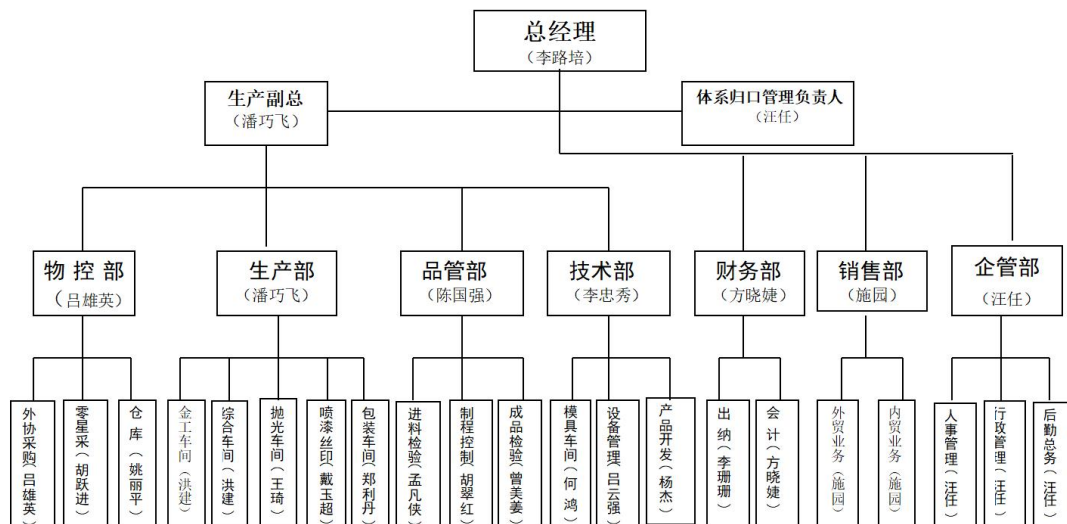 总经理
（李路培）
生产副总
（潘巧飞）
体系归口管理负责人
（汪任）
物 控 部
（吕雄英）
生产部
（潘巧飞）
品管部
（陈国强）
技术部
（李忠秀）
财务部
（方晓婕）
销售部
（施园）
企管部
（汪任）
外协采购（吕雄英）
零星采（胡跃进
仓 库（姚丽平）
金工车间（洪建）
综合车间（洪建）
抛光车间（王琦）
喷漆丝印（戴玉超）
包装车间（郑利丹）
进料检验（孟凡侠）
制程控制（胡翠红）
成品检验（曾美姜）
模具车间（何 鸿）
设备管理（吕云强）
产品开发（杨杰）
出 纳（李珊珊）
会 计（方晓婕）
外贸业务（施园）
内贸业务（施园）
人事管理（汪任）
行政管理（汪任）
后勤总务（汪任）